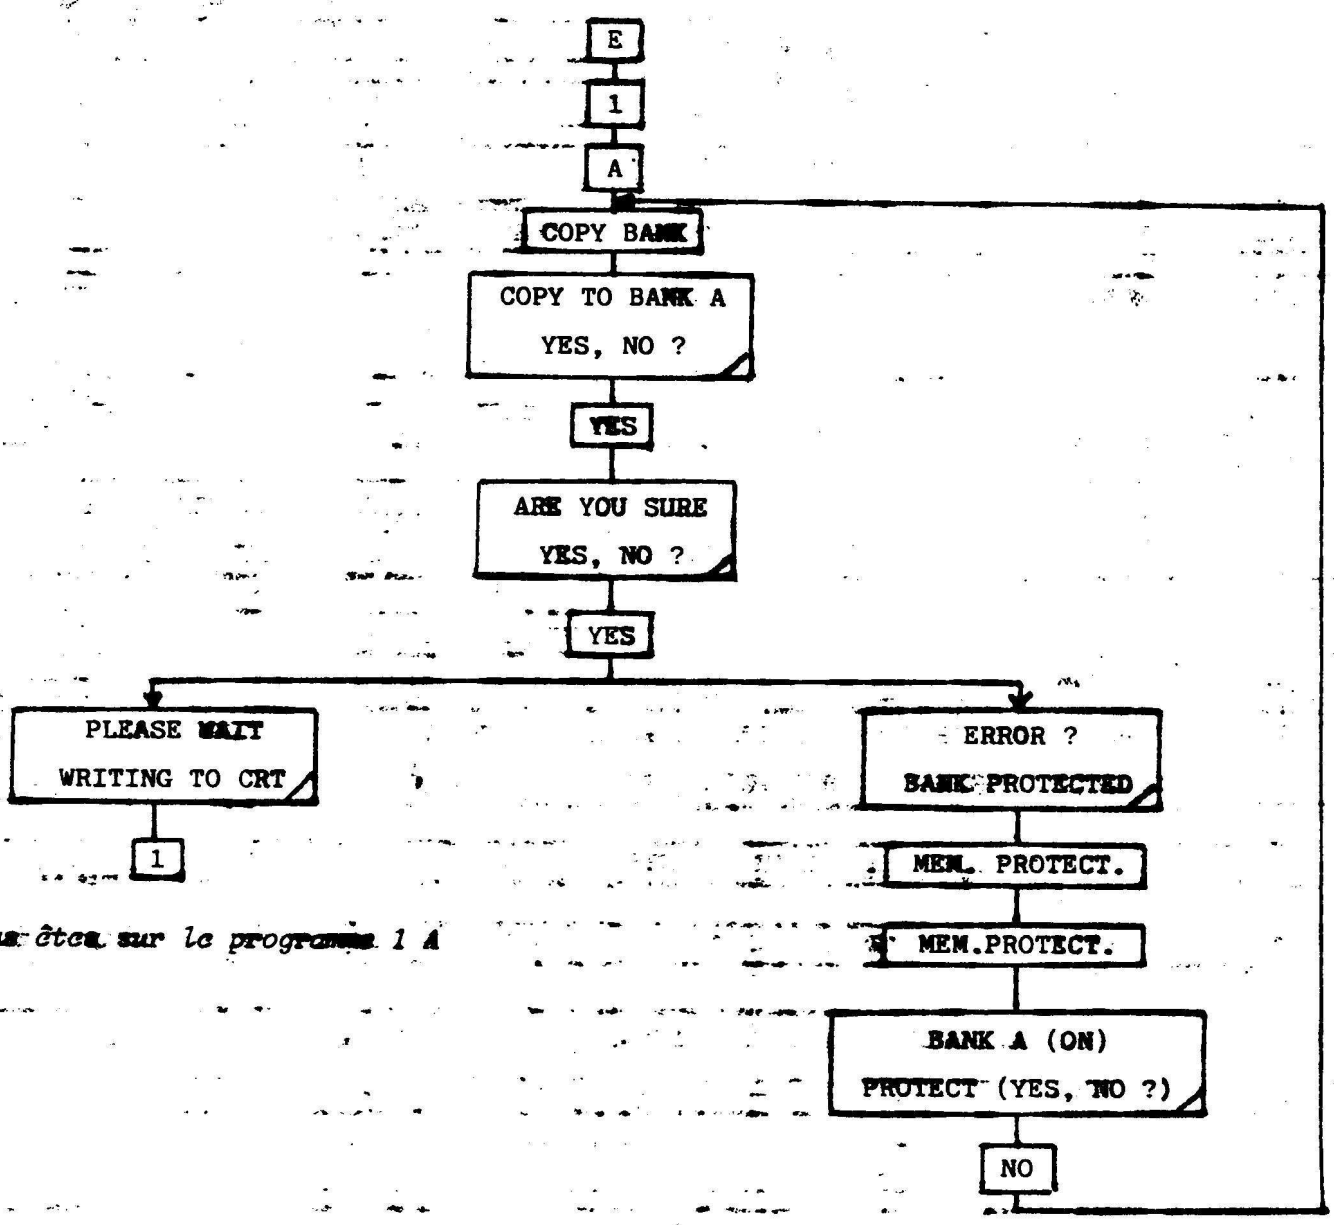 E
1
A
COPY BANK
COPY TO BANK A
YES, NO ?
YES
ARE YOU SURE
YES, NO ?
YES
PLEASE WAIT
WRITING TO CRT
1
êtes sur le programme 1 A
ERROR ?
BANK PROTECTED
MEM. PROTECT.
MEM.PROTECT.
BANK A (ON)
PROTECT (YES, NO ?)
NO